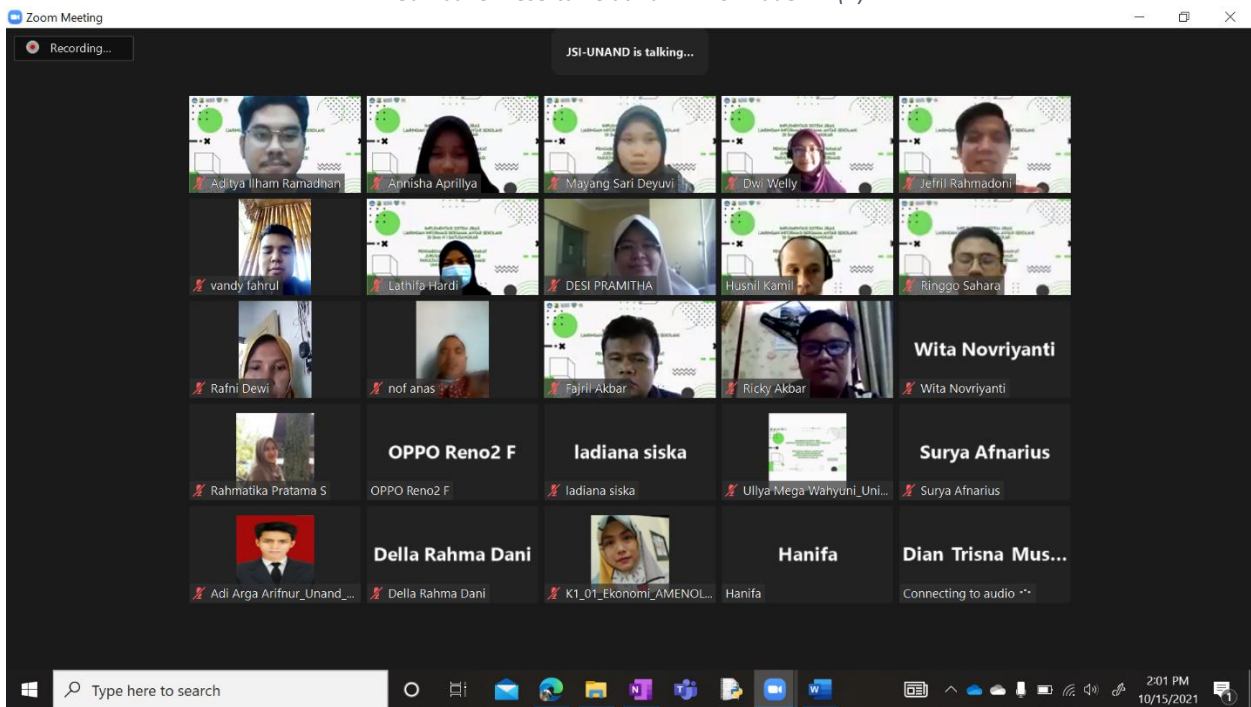 Zoom Meeting
Recording...
JSI-UNAND is talking...
Aditya Ilham Ramadhan
Annisha Aprillya
Mayang Sari Deyuvi
Dwi Welly
Jefril Rahmadoni
vandy fahrul
Lathifa Hardi
DESI PRAMITHA
Husnil Kamil
Ringgo Sahara
Rafni Dewi
nof anas
Fajril Akbar
Ricky Akbar
Wita Novriyanti
Wita Novriyanti
Rahmatika Pratama S
OPPO Reno2 F
OPPO Reno2 F
ladiana siska
ladiana siska
Ullya Mega Wahyuni_Uni...
Surya Afnarius
Surya Afnarius
Adi Arga Arifnur_Unand_...
Della Rahma Dani
Della Rahma Dani
K1_01_Ekonomi_AMENOL...
Hanifa
Hanifa
Dian Trisna Mus...
Connecting to audio
Type here to search
2:01 PM
10/15/2021